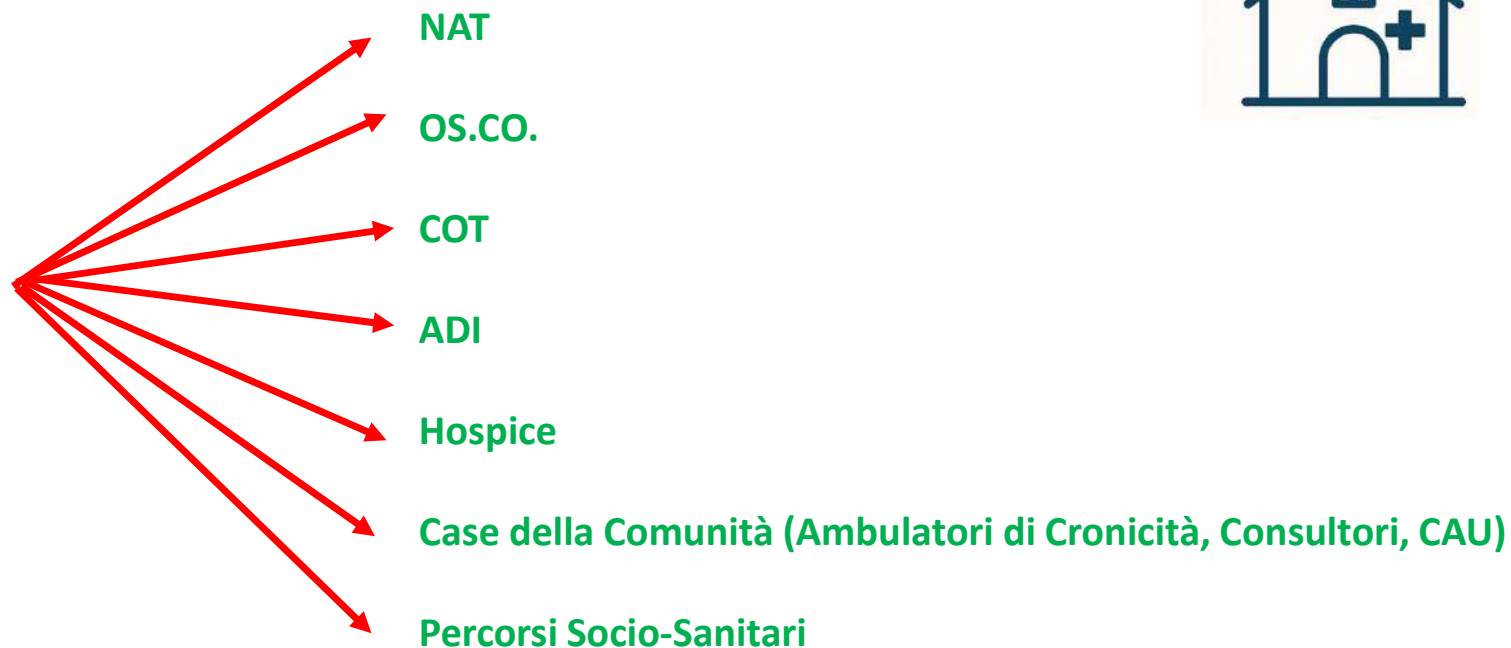 NAT
OS.CO.
COT
ADI
Hospice
Case della Comunità (Ambulatori di Cronicità, Consultori, CAU)
Percorsi Socio-Sanitari